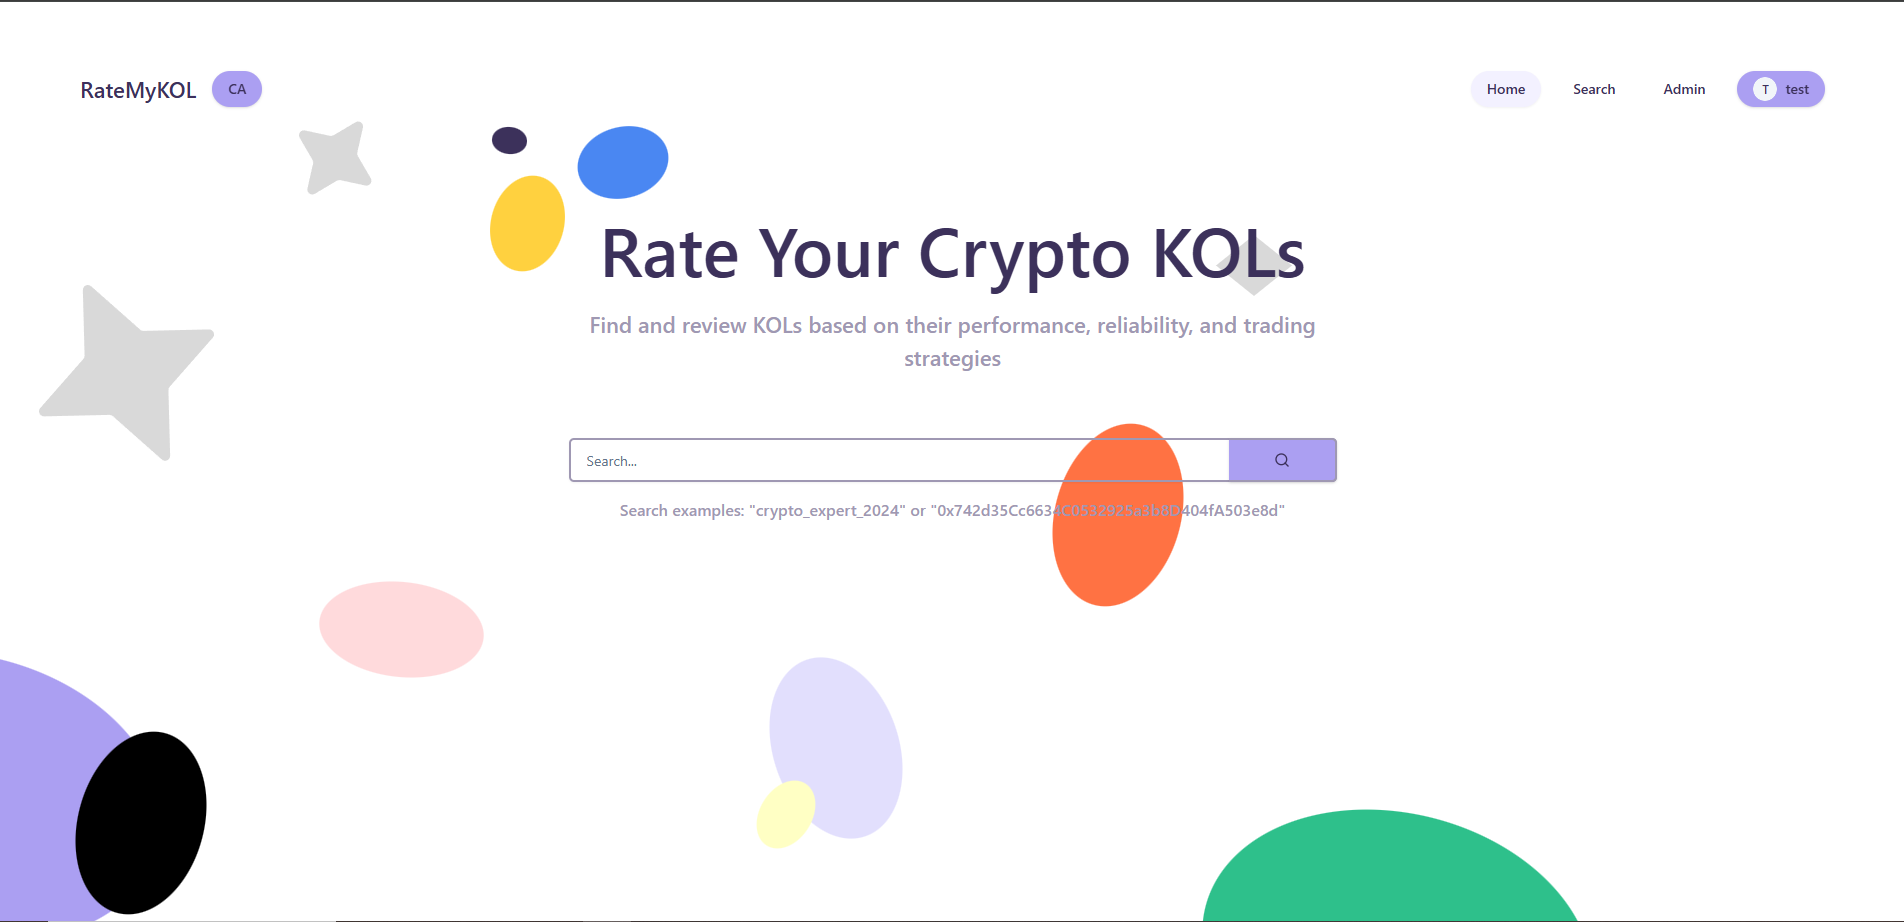 RateMyKOL
CA
Home
Search
Admin
T
test
Rate Your Crypto KOLs
Find and review KOLs based on their performance, reliability, and trading
strategies
Search...
Search examples: "crypto_expert_2024" or "0x742d35Cc6634C0532925a3b8D404fA503e8d"